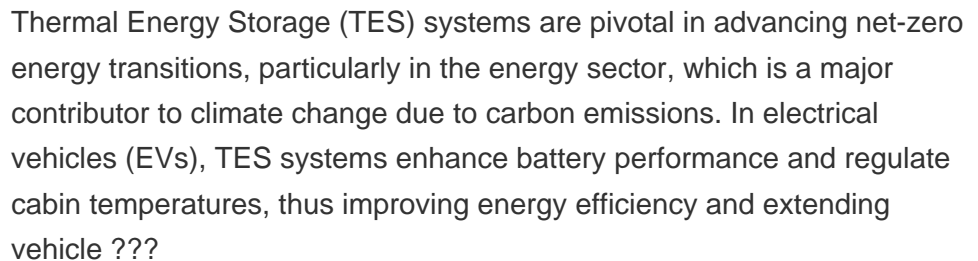 Thermal Energy Storage (TES) systems are pivotal in advancing net-zero
energy transitions, particularly in the energy sector, which is a major
contributor to climate change due to carbon emissions. In electrical
vehicles (EVs), TES systems enhance battery performance and regulate
cabin temperatures, thus improving energy efficiency and extending
vehicle ???